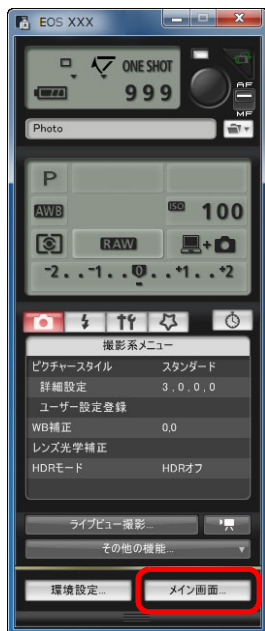 EOS XXX
ONE SHOT
999
AF
MF
Photo
P
AWB
ISO 100
RAW
+
-2..-1..0..+1..+2
撮影系メニュー
ピクチャースタイル スタンダード
詳細設定 3,0,0,0
ユーザー設定登録
WB補正 0,0
レンズ光学補正
HDRモード HDRオフ
ライブビュー撮影...
その他の機能...
環境設定... メイン画面...